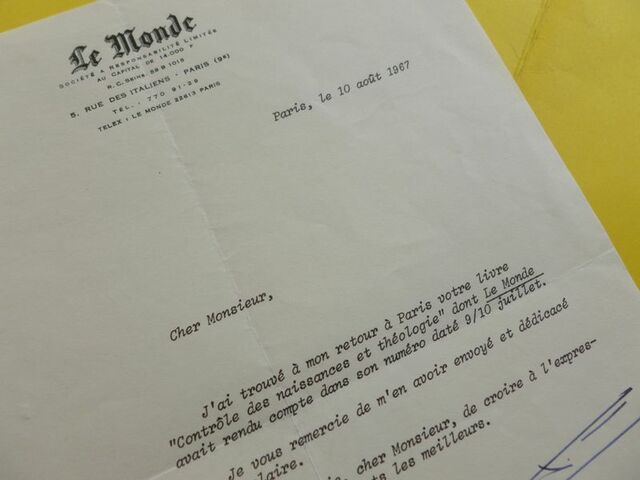 Le Monde
SOCIÉTÉ A RESPONSABILITÉ LIMITÉE
AU CAPITAL DE 14.000 F
R. C. SEINE: 59 B 1015
5, RUE DES ITALIENS - PARIS (9E)
TÉL.: 770 91-29
TELEX : LE MONDE 22613 PARIS
Paris, le 10 août 1967
Cher Monsieur,
J'ai trouvé à mon retour à Paris votre livre
"Contrôle des naissances et théologie" dont Le Monde
avait rendu compte dans son numéro daté 9/10 juillet.
Je vous remercie de m'en avoir envoyé et dédicacé
laire.
, cher Monsieur, de croire à l'expres-
ts les meilleurs.